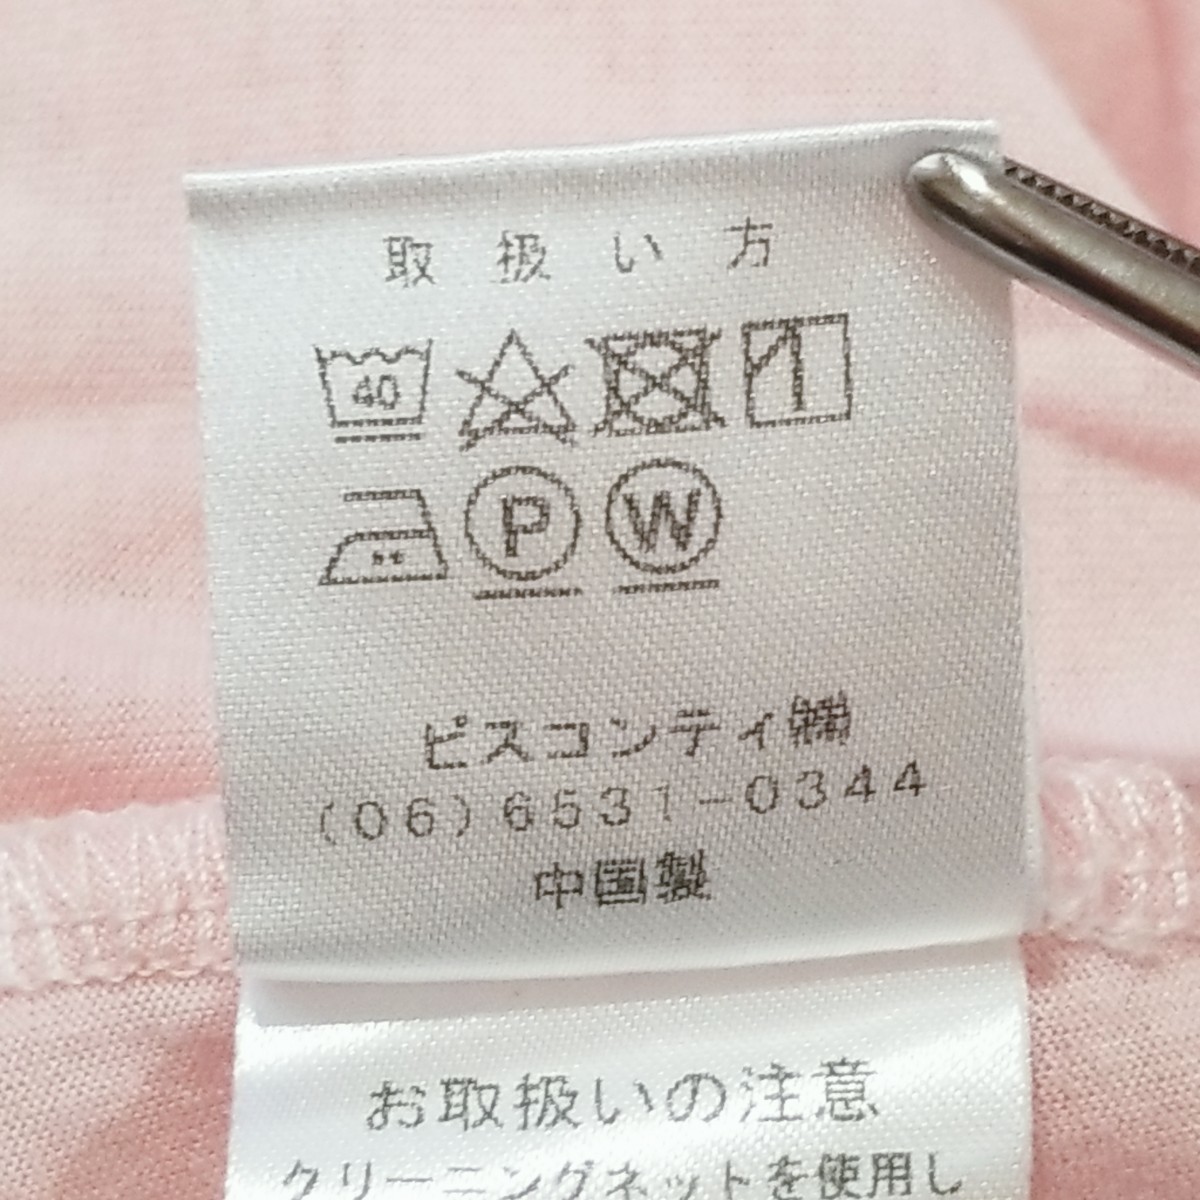 取扱い方
40
P W
ピスコンティ㈱
(06)6531-0344
中国製
お取扱いの注意
クリーニングネットを使用し